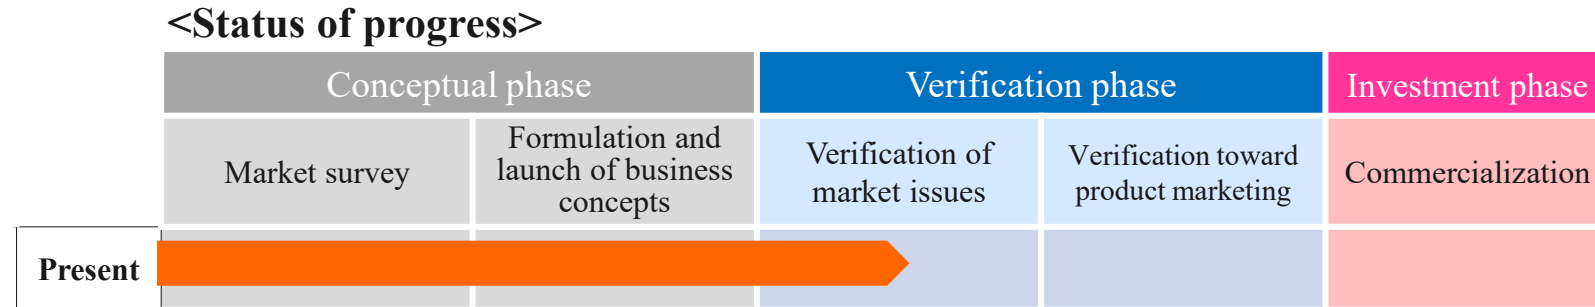 <Status of progress>
Conceptual phase
Verification phase
Investment phase
Market survey
Formulation and
launch of business
concepts
Verification of
market issues
Verification toward
product marketing
Commercialization
Present